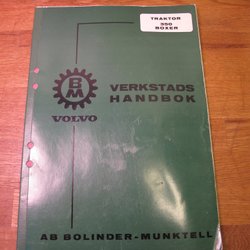 TRAKTOR
350
BOXER
BM
VOLVO
VERKSTADS
HANDBOK
AB BOLINDER-MUNKTELL